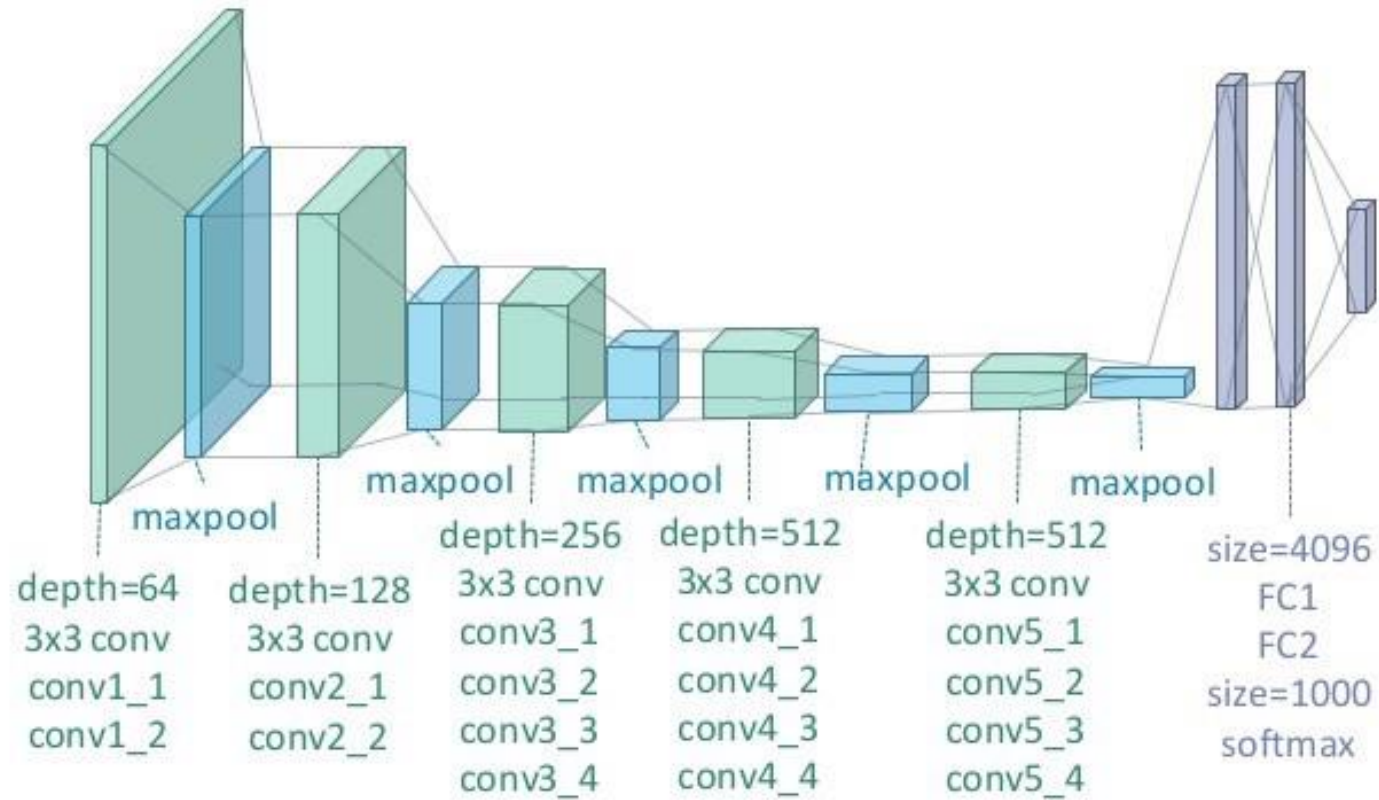 maxpool
depth=64
3x3 conv
conv1_1
conv1_2
depth=128
3x3 conv
conv2_1
conv2_2
maxpool
depth=256
3x3 conv
conv3_1
conv3_2
conv3_3
conv3_4
maxpool
depth=512
3x3 conv
conv4_1
conv4_2
conv4_3
conv4_4
maxpool
depth=512
3x3 conv
conv5_1
conv5_2
conv5_3
conv5_4
maxpool
size=4096
FC1
FC2
size=1000
softmax